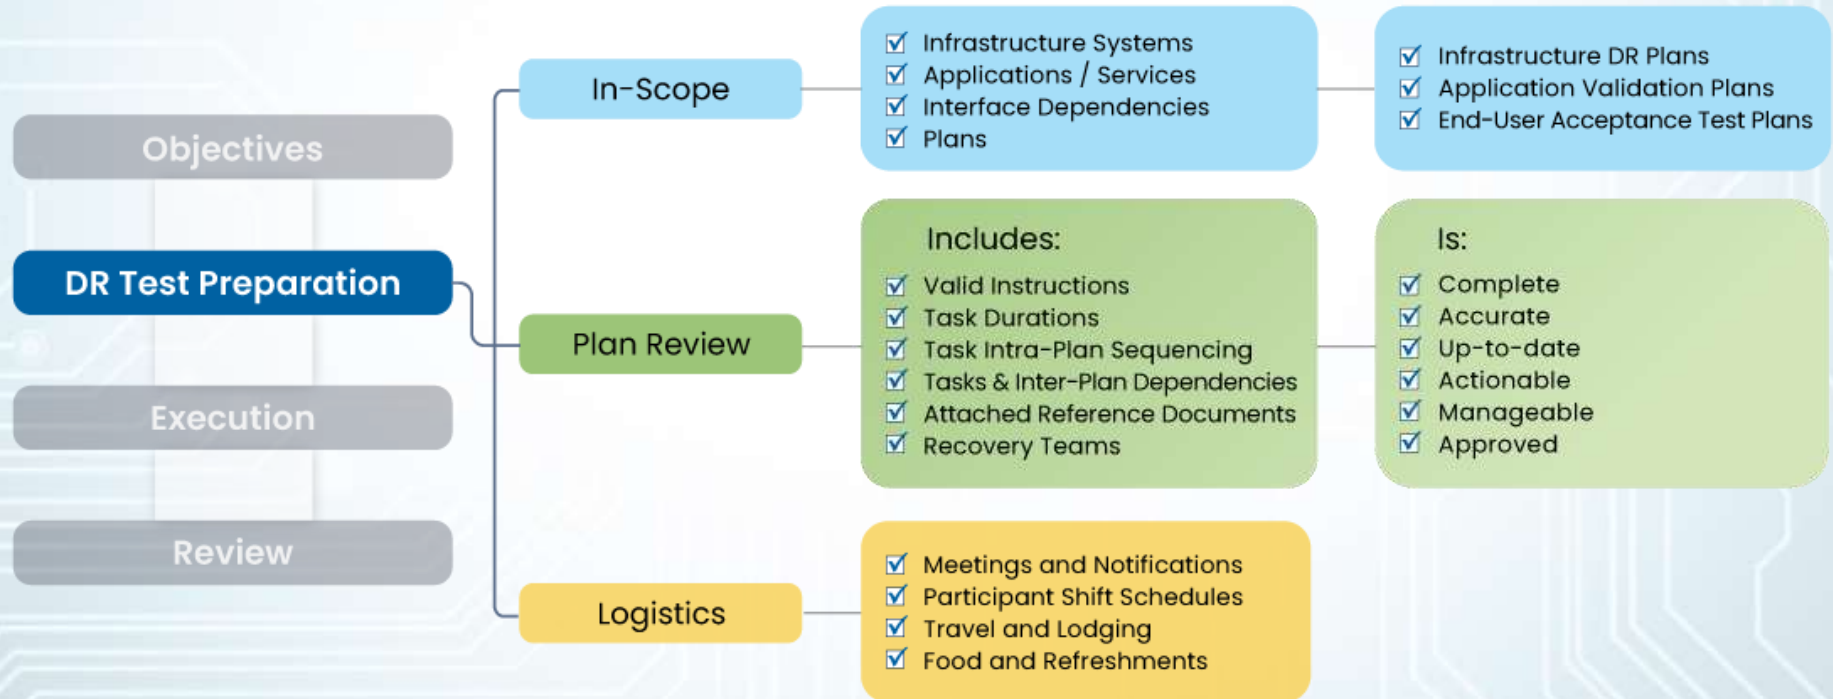 Objectives
DR Test Preparation
Execution
Review
In-Scope
Infrastructure Systems
Applications / Services
Interface Dependencies
Plans
Infrastructure DR Plans
Application Validation Plans
End-User Acceptance Test Plans
Plan Review
Includes:
Valid Instructions
Task Durations
Task Intra-Plan Sequencing
Tasks & Inter-Plan Dependencies
Attached Reference Documents
Recovery Teams
Is:
Complete
Accurate
Up-to-date
Actionable
Manageable
Approved
Logistics
Meetings and Notifications
Participant Shift Schedules
Travel and Lodging
Food and Refreshments